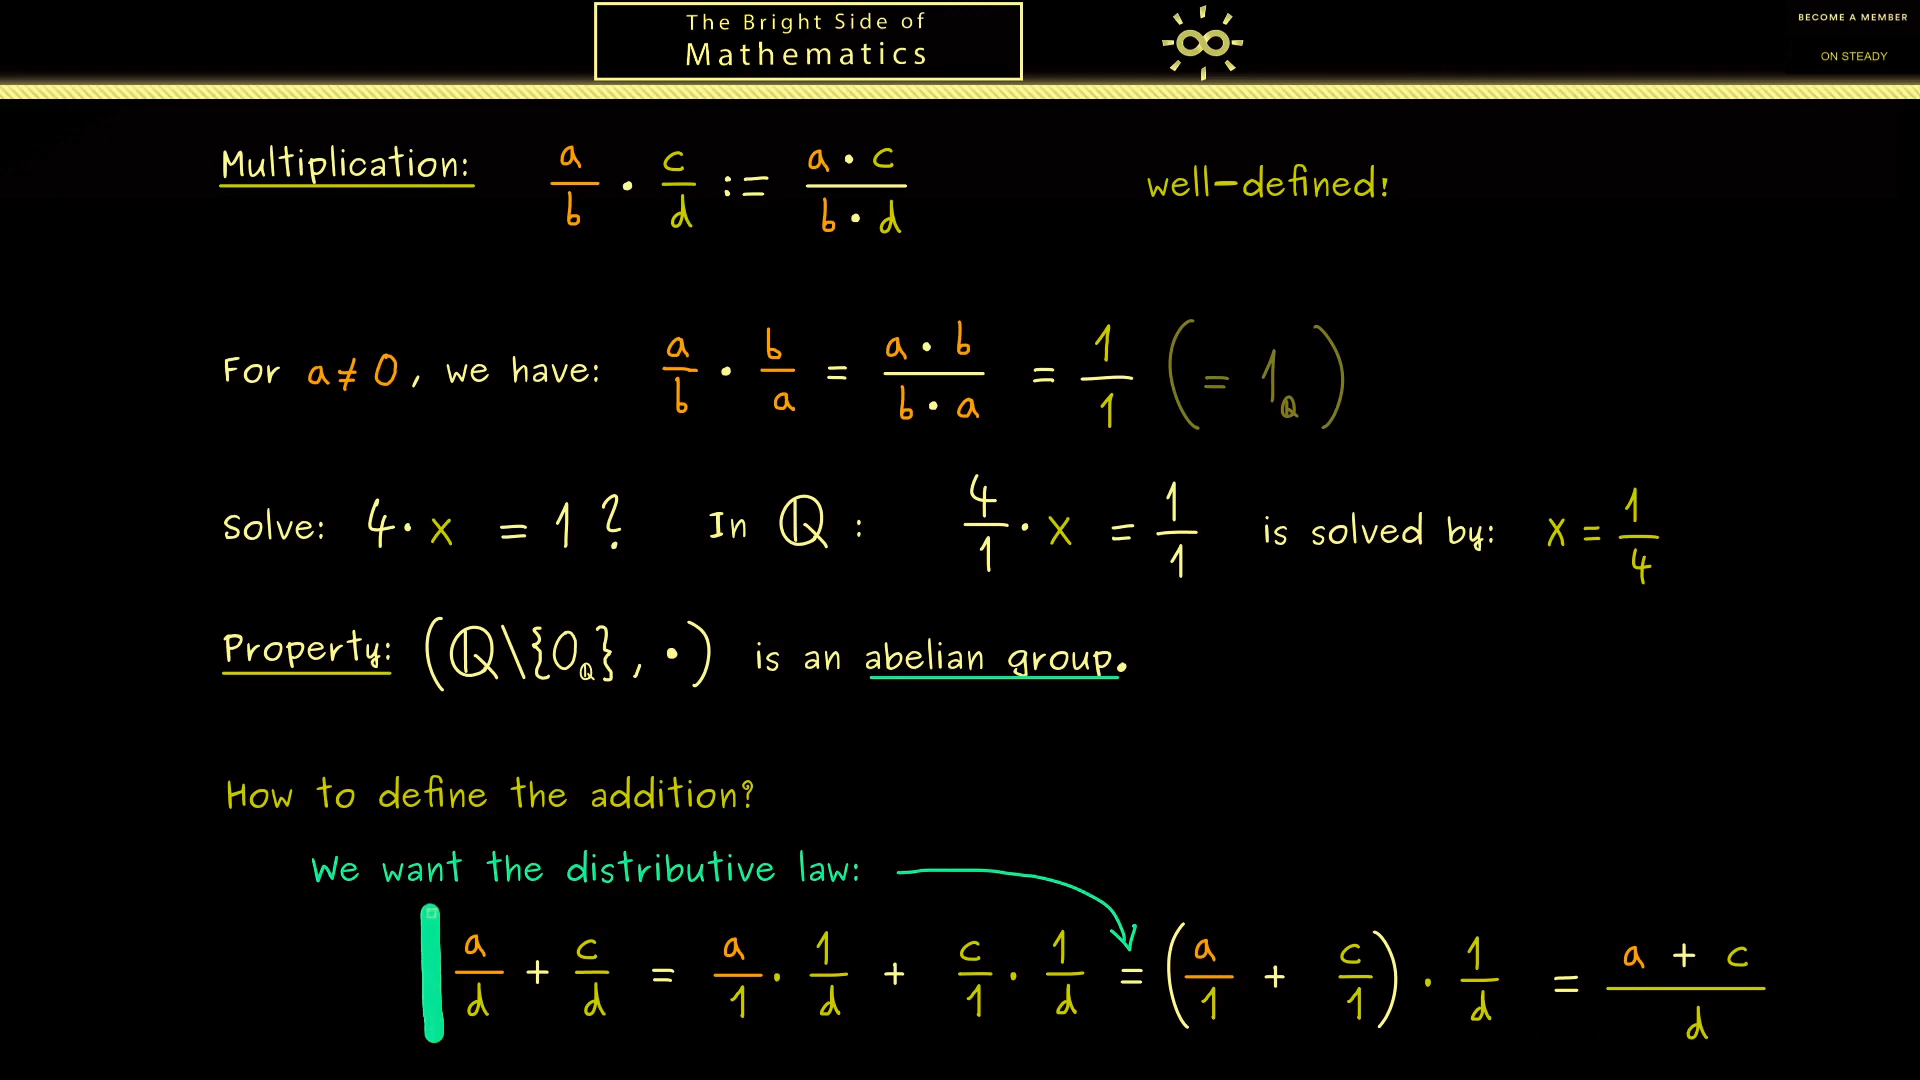 The Bright Side of
Mathematics
BECOME A MEMBER
ON STEADY
Multiplication: a/b · c/d := a · c / b · d well-defined!
For a ≠ 0, we have: a/b · b/a = a · b / b · a = 1/1 (= 1_ℚ)
Solve: 4 · x = 1 ? In ℚ : 4/1 · x = 1/1 is solved by: x = 1/4
Property: (ℚ\{0_ℚ}, ·) is an abelian group.
How to define the addition?
We want the distributive law:
a/d + c/d = a/1 · 1/d + c/1 · 1/d = (a/1 + c/1) · 1/d = a + c / d